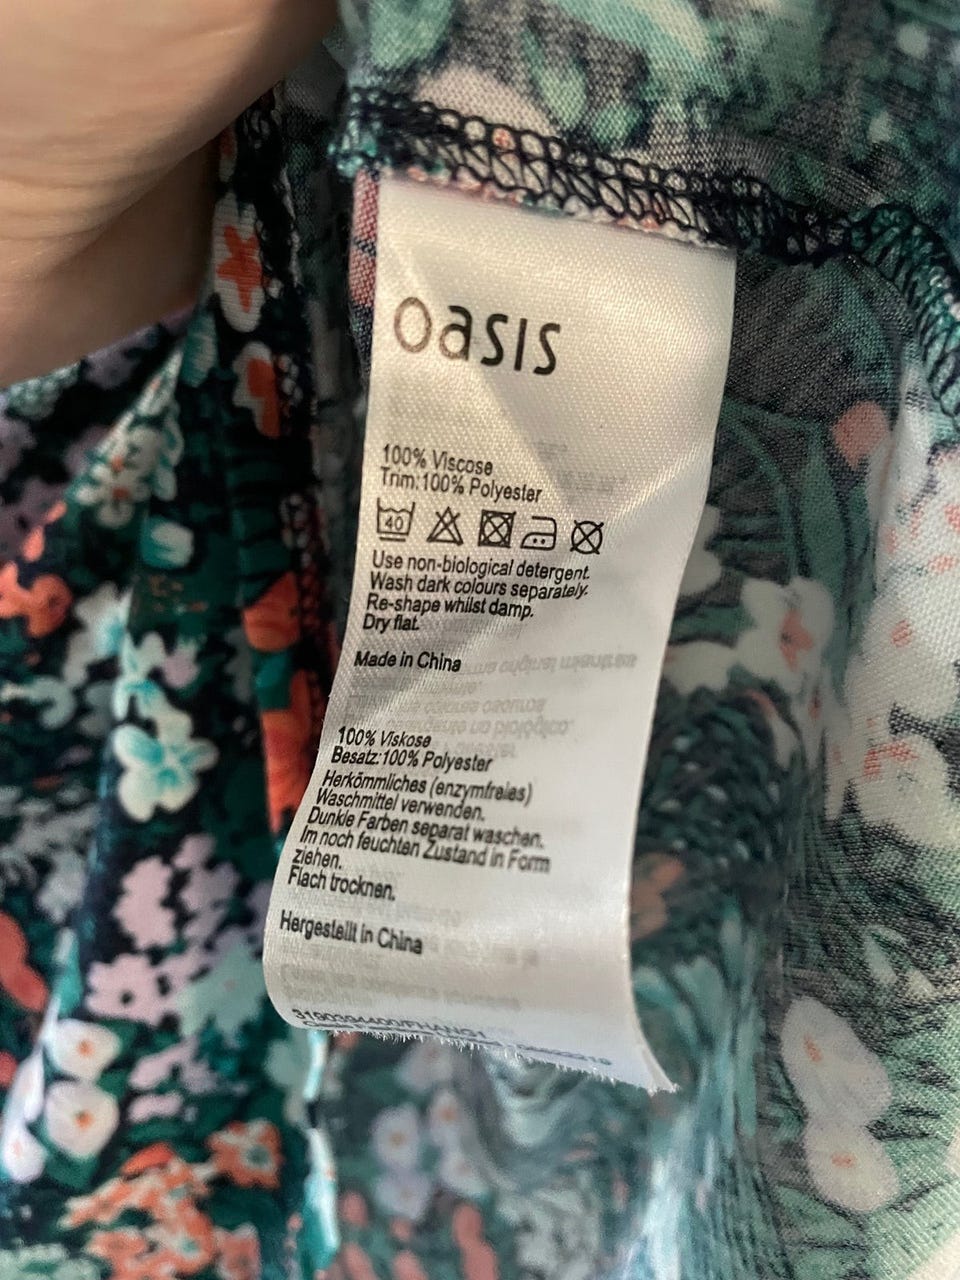 oasis
100% Viscose
Trim:100% Polyester
40
Use non-biological detergent.
Wash dark colours separately.
Re-shape whilst damp.
Dry flat.
Made in China
100% Viskose
Besatz:100% Polyester
Herkömmliches (enzymfreies)
Waschmittel verwenden.
Dunkle Farben separat waschen.
Im noch feuchten Zustand in Form
ziehen.
Flach trocknen.
Hergestellt in China
3190394400/FHANG1